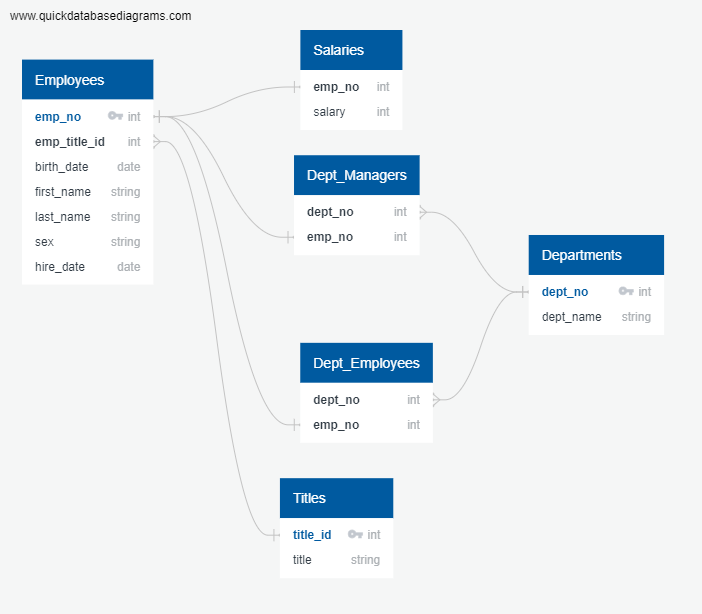 www.quickdatabasediagrams.com
Employees
emp_no int
emp_title_id int
birth_date date
first_name string
last_name string
sex string
hire_date date
Salaries
emp_no int
salary int
Dept_Managers
dept_no int
emp_no int
Departments
dept_no int
dept_name string
Dept_Employees
dept_no int
emp_no int
Titles
title_id int
title string